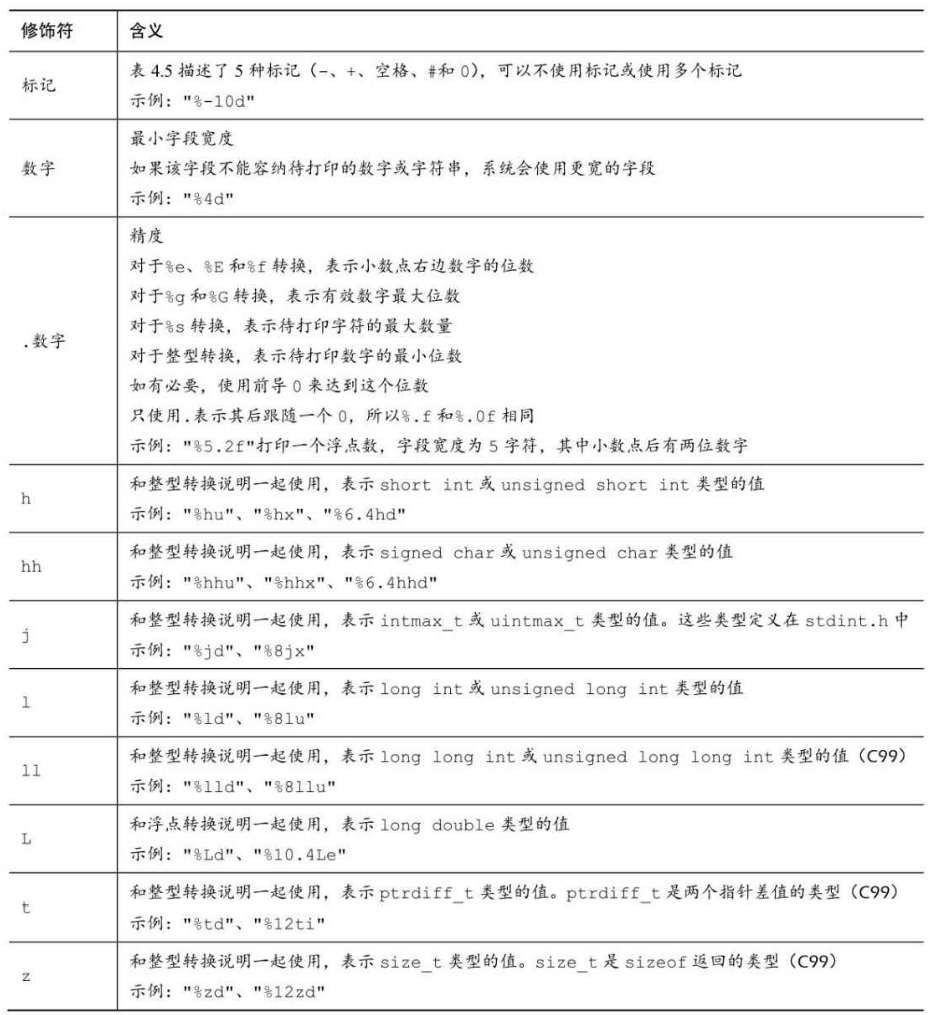 修饰符 含义
标记
表 4.5 描述了 5 种标记（-、+、空格、#和 0），可以不使用标记或使用多个标记
示例："%-10d"
数字
最小字段宽度
如果该字段不能容纳待打印的数字或字符串，系统会使用更宽的字段
示例："%4d"
.数字
精度
对于%e、%E 和%f 转换，表示小数点右边数字的位数
对于%g 和%G 转换，表示有效数字最大位数
对于%s 转换，表示待打印字符的最大数量
对于整型转换，表示待打印数字的最小位数
如有必要，使用前导 0 来达到这个位数
只使用.表示其后跟随一个 0，所以%.f 和%.0f 相同
示例："%5.2f"打印一个浮点数，字段宽度为 5 字符，其中小数点后有两位数字
h
和整型转换说明一起使用，表示 short int 或 unsigned short int 类型的值
示例："%hu"、"%hx"、"%6.4hd"
hh
和整型转换说明一起使用，表示 signed char 或 unsigned char 类型的值
示例："%hhu"、"%hhx"、"%6.4hhd"
j
和整型转换说明一起使用，表示 intmax_t 或 uintmax_t 类型的值。这些类型定义在 stdint.h 中
示例："%jd"、"%8jx"
l
和整型转换说明一起使用，表示 long int 或 unsigned long int 类型的值
示例："%ld"、"%8lu"
ll
和整型转换说明一起使用，表示 long long int 或 unsigned long long int 类型的值（C99）
示例："%lld"、"%8llu"
L
和浮点转换说明一起使用，表示 long double 类型的值
示例："%Ld"、"%10.4Le"
t
和整型转换说明一起使用，表示 ptrdiff_t 类型的值。ptrdiff_t 是两个指针差值的类型（C99）
示例："%td"、"%12ti"
z
和整型转换说明一起使用，表示 size_t 类型的值。size_t 是 sizeof 返回的类型（C99）
示例："%zd"、"%12zd"